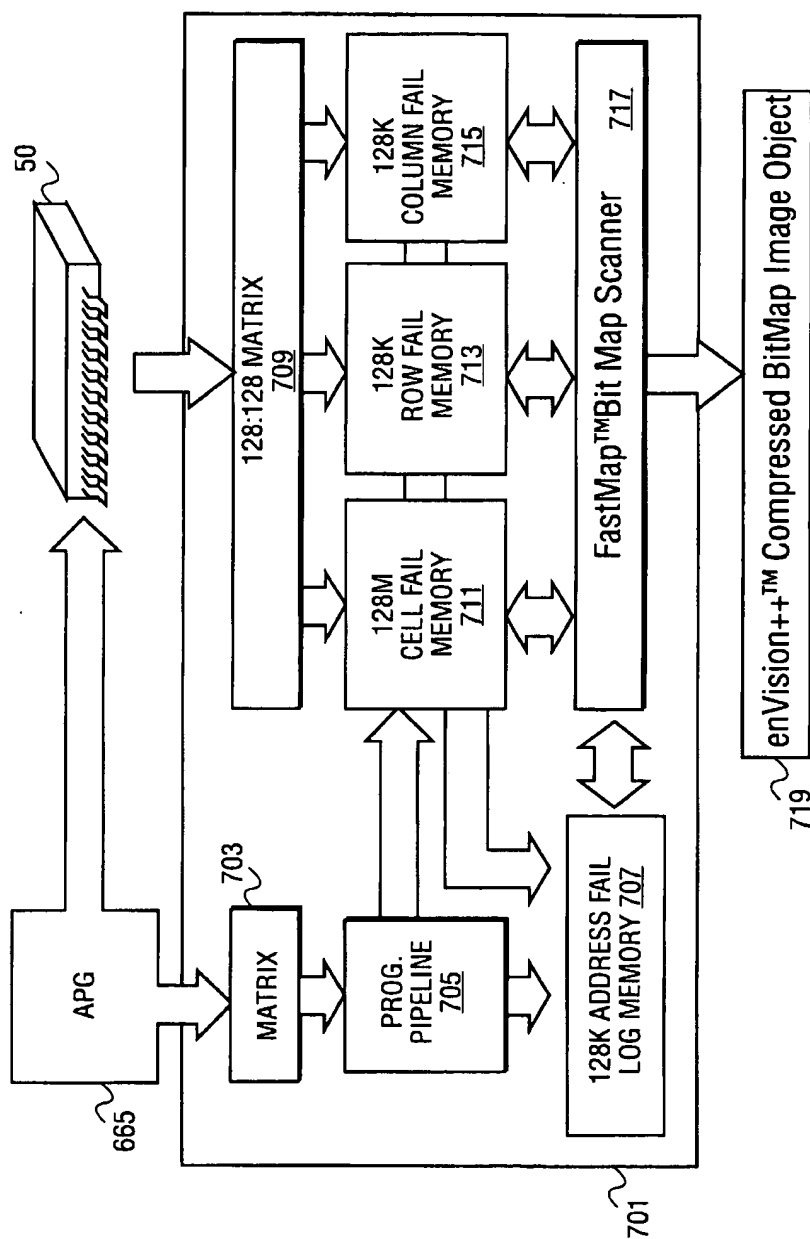 50
APG
665
703
MATRIX
PROG.
PIPELINE
705
128K ADDRESS FAIL
LOG MEMORY 707
701
128:128 MATRIX
709
128M
CELL FAIL
MEMORY
711
128K
ROW FAIL
MEMORY
713
128K
COLUMN FAIL
MEMORY
715
FastMap™Bit Map Scanner
717
enVision++™ Compressed BitMap Image Object
719